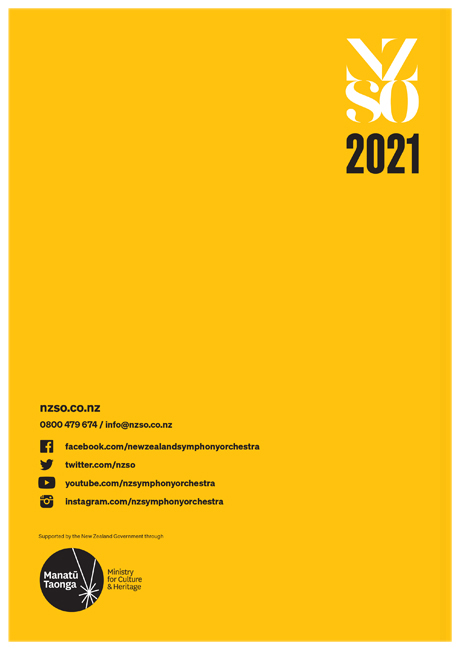 NZ
SO
2021
nzso.co.nz
0800 479 674 / info@nzso.co.nz
facebook.com/newzealandsymphonyorchestra
twitter.com/nzso
youtube.com/nzsymphonyorchestra
instagram.com/nzsymphonyorchestra
Supported by the New Zealand Government through
Manatū
Taonga
Ministry
for Culture
& Heritage